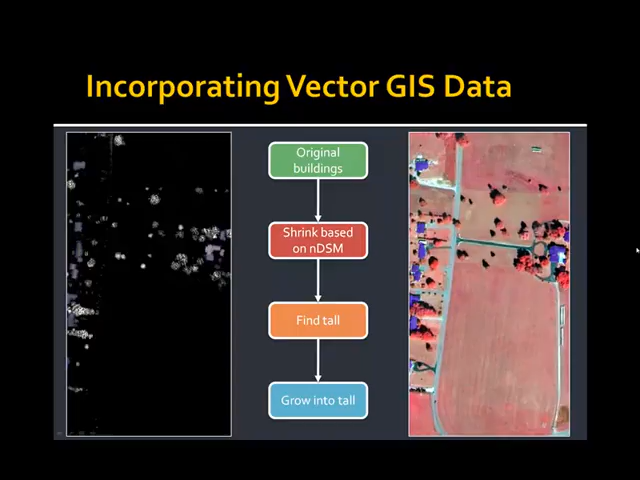 Incorporating Vector GIS Data
Original
buildings
Shrink based
on nDSM
Find tall
Grow into tall